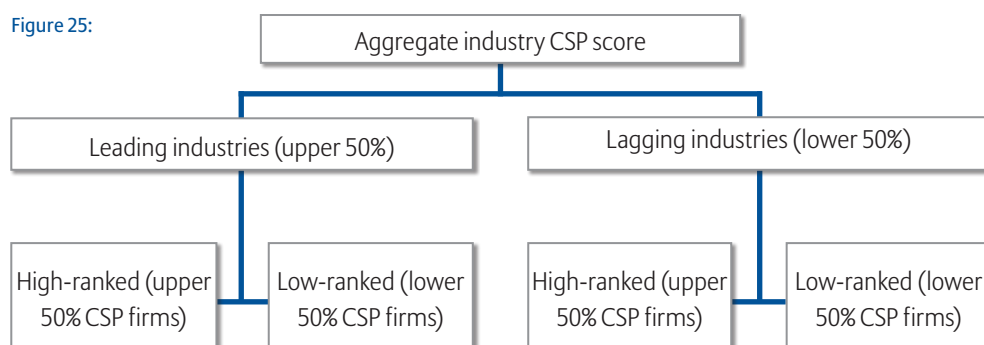 Figure 25:
Aggregate industry CSP score
Leading industries (upper 50%)
Lagging industries (lower 50%)
High-ranked (upper
50% CSP firms)
Low-ranked (lower
50% CSP firms)
High-ranked (upper
50% CSP firms)
Low-ranked (lower
50% CSP firms)